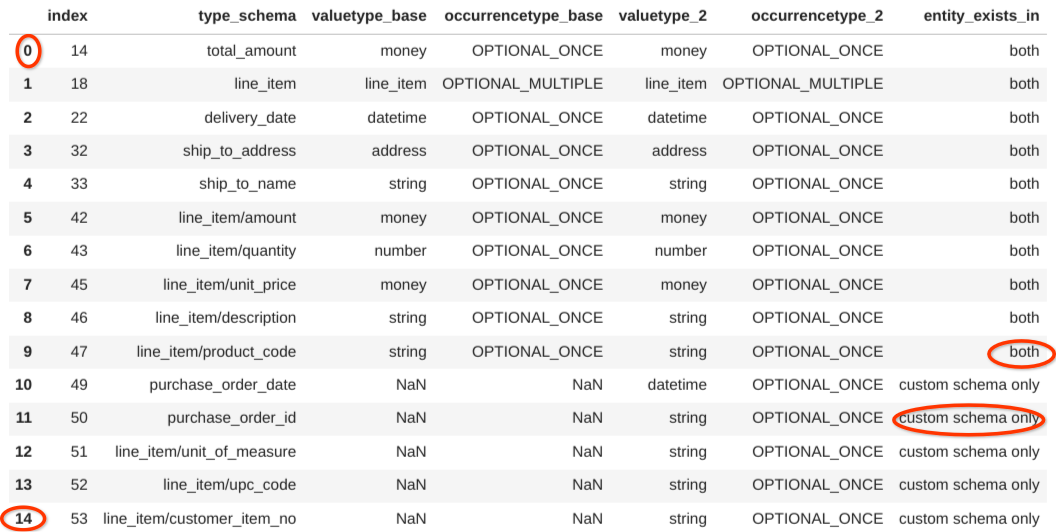 index type_schema valuetype_base occurrencetype_base valuetype_2 occurrencetype_2 entity_exists_in
0 14 total_amount money OPTIONAL_ONCE money OPTIONAL_ONCE both
1 18 line_item line_item OPTIONAL_MULTIPLE line_item OPTIONAL_MULTIPLE both
2 22 delivery_date datetime OPTIONAL_ONCE datetime OPTIONAL_ONCE both
3 32 ship_to_address address OPTIONAL_ONCE address OPTIONAL_ONCE both
4 33 ship_to_name string OPTIONAL_ONCE string OPTIONAL_ONCE both
5 42 line_item/amount money OPTIONAL_ONCE money OPTIONAL_ONCE both
6 43 line_item/quantity number OPTIONAL_ONCE number OPTIONAL_ONCE both
7 45 line_item/unit_price money OPTIONAL_ONCE money OPTIONAL_ONCE both
8 46 line_item/description string OPTIONAL_ONCE string OPTIONAL_ONCE both
9 47 line_item/product_code string OPTIONAL_ONCE string OPTIONAL_ONCE both
10 49 purchase_order_date NaN NaN datetime OPTIONAL_ONCE custom schema only
11 50 purchase_order_id NaN NaN string OPTIONAL_ONCE custom schema only
12 51 line_item/unit_of_measure NaN NaN string OPTIONAL_ONCE custom schema only
13 52 line_item/upc_code NaN NaN string OPTIONAL_ONCE custom schema only
14 53 line_item/customer_item_no NaN NaN string OPTIONAL_ONCE custom schema only